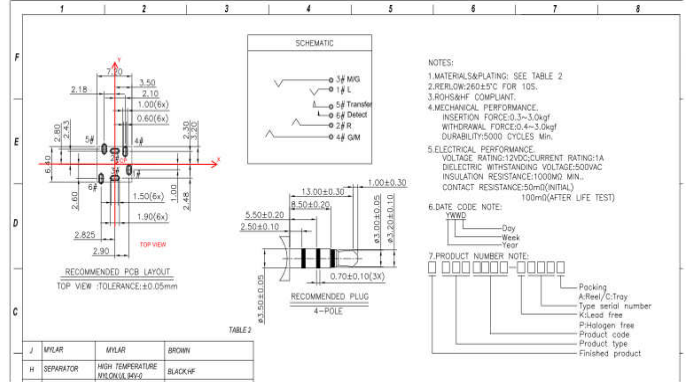 1 2 3 4 5 6 7 8
F
E
D
C
Y
X
7.20
3.50
2.18
2.10
1.00(6x)
0.60(6x)
2.80
2.43
5#
4#
2.30
3.20
6.40
6#
2.60
1.50(6x)
1.00
2.48
1.90(6x)
2.825
2.90
TOP VIEW
RECOMMENDED PCB LAYOUT
TOP VIEW :TOLERANCE:±0.05mm
SCHEMATIC
3# M/G
1# L
5# Transfer
6# Detect
2# R
4# G/M
1.00±0.30
13.00±0.30
8.50±0.20
5.50±0.20
2.50±0.10
ø3.00±0.05
ø3.20±0.10
ø3.50±0.05
0.70±0.10(3X)
RECOMMENDED PLUG
4-POLE
NOTES:
1.MATERIALS&PLATING: SEE TABLE 2
2.RERLOW:260±5°C FOR 10S.
3.ROHS&HF COMPLIANT.
4.MECHANICAL PERFORMANCE.
INSERTION FORCE:0.3~3.0kgf
WITHDRAWAL FORCE:0.4~3.0kgf
DURABILITY:5000 CYCLES Min.
5.ELECTRICAL PERFORMANCE.
VOLTAGE RATING:12VDC;CURRENT RATING:1A
DIELECTRIC WITHSTANDING VOLTAGE:500VAC
INSULATION RESISTANCE:1000MΩ MIN..
CONTACT RESISTANCE:50mΩ(INITIAL)
100mΩ(AFTER LIFE TEST)
6.DATE CODE NOTE:
YWWD
Day
Week
Year
7.PRODUCT NUMBER NOTE:
Packing
A:Reel/C:Tray
Type serial number
K:Lead free
P:Halogen free
Product code
Product type
Finished product
TABLE 2
J MYLAR MYLAR BROWN
H SEPARATOR HIGH TEMPERATURE NYLON,UL 94V-0 BLACK,HF